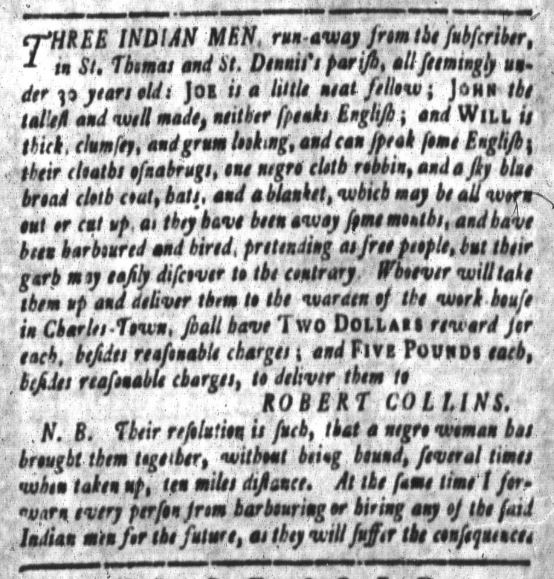 THREE INDIAN MEN, run-away from the ſubſcriber,
in St. Thomas and St. Dennis's pariſh, all ſeemingly un-
der 30 years old: JOE is a little neat fellow; JOHN the
talleſt and well made, neither ſpeaks Engliſh; and WILL is
thick, clumſey, and grum looking, and can ſpeak ſome Engliſh;
their cloaths oſnabrugs, one negro cloth robbin, and a ſky blue
broad cloth coat, hats, and a blanket, which may be all worn
out or cut up, as they have been away ſome months, and have
been harboured and hired, pretending as free people, but their
garb may eaſily diſcover to the contrary. Whoever will take
them up and deliver them to the warden of the work-houſe
in Charles-Town, ſhall have TWO DOLLARS reward for
each, beſides reaſonable charges; and FIVE POUNDS each,
beſides reaſonable charges, to deliver them to
ROBERT COLLINS.
N. B. Their reſolution is ſuch, that a negro woman has
brought them together, without being bound, ſeveral times
when taken up, ten miles diſtance. At the ſame time I for-
warn every perſon from harbouring or hiring any of the ſaid
Indian men for the future, as they will ſuffer the conſequences